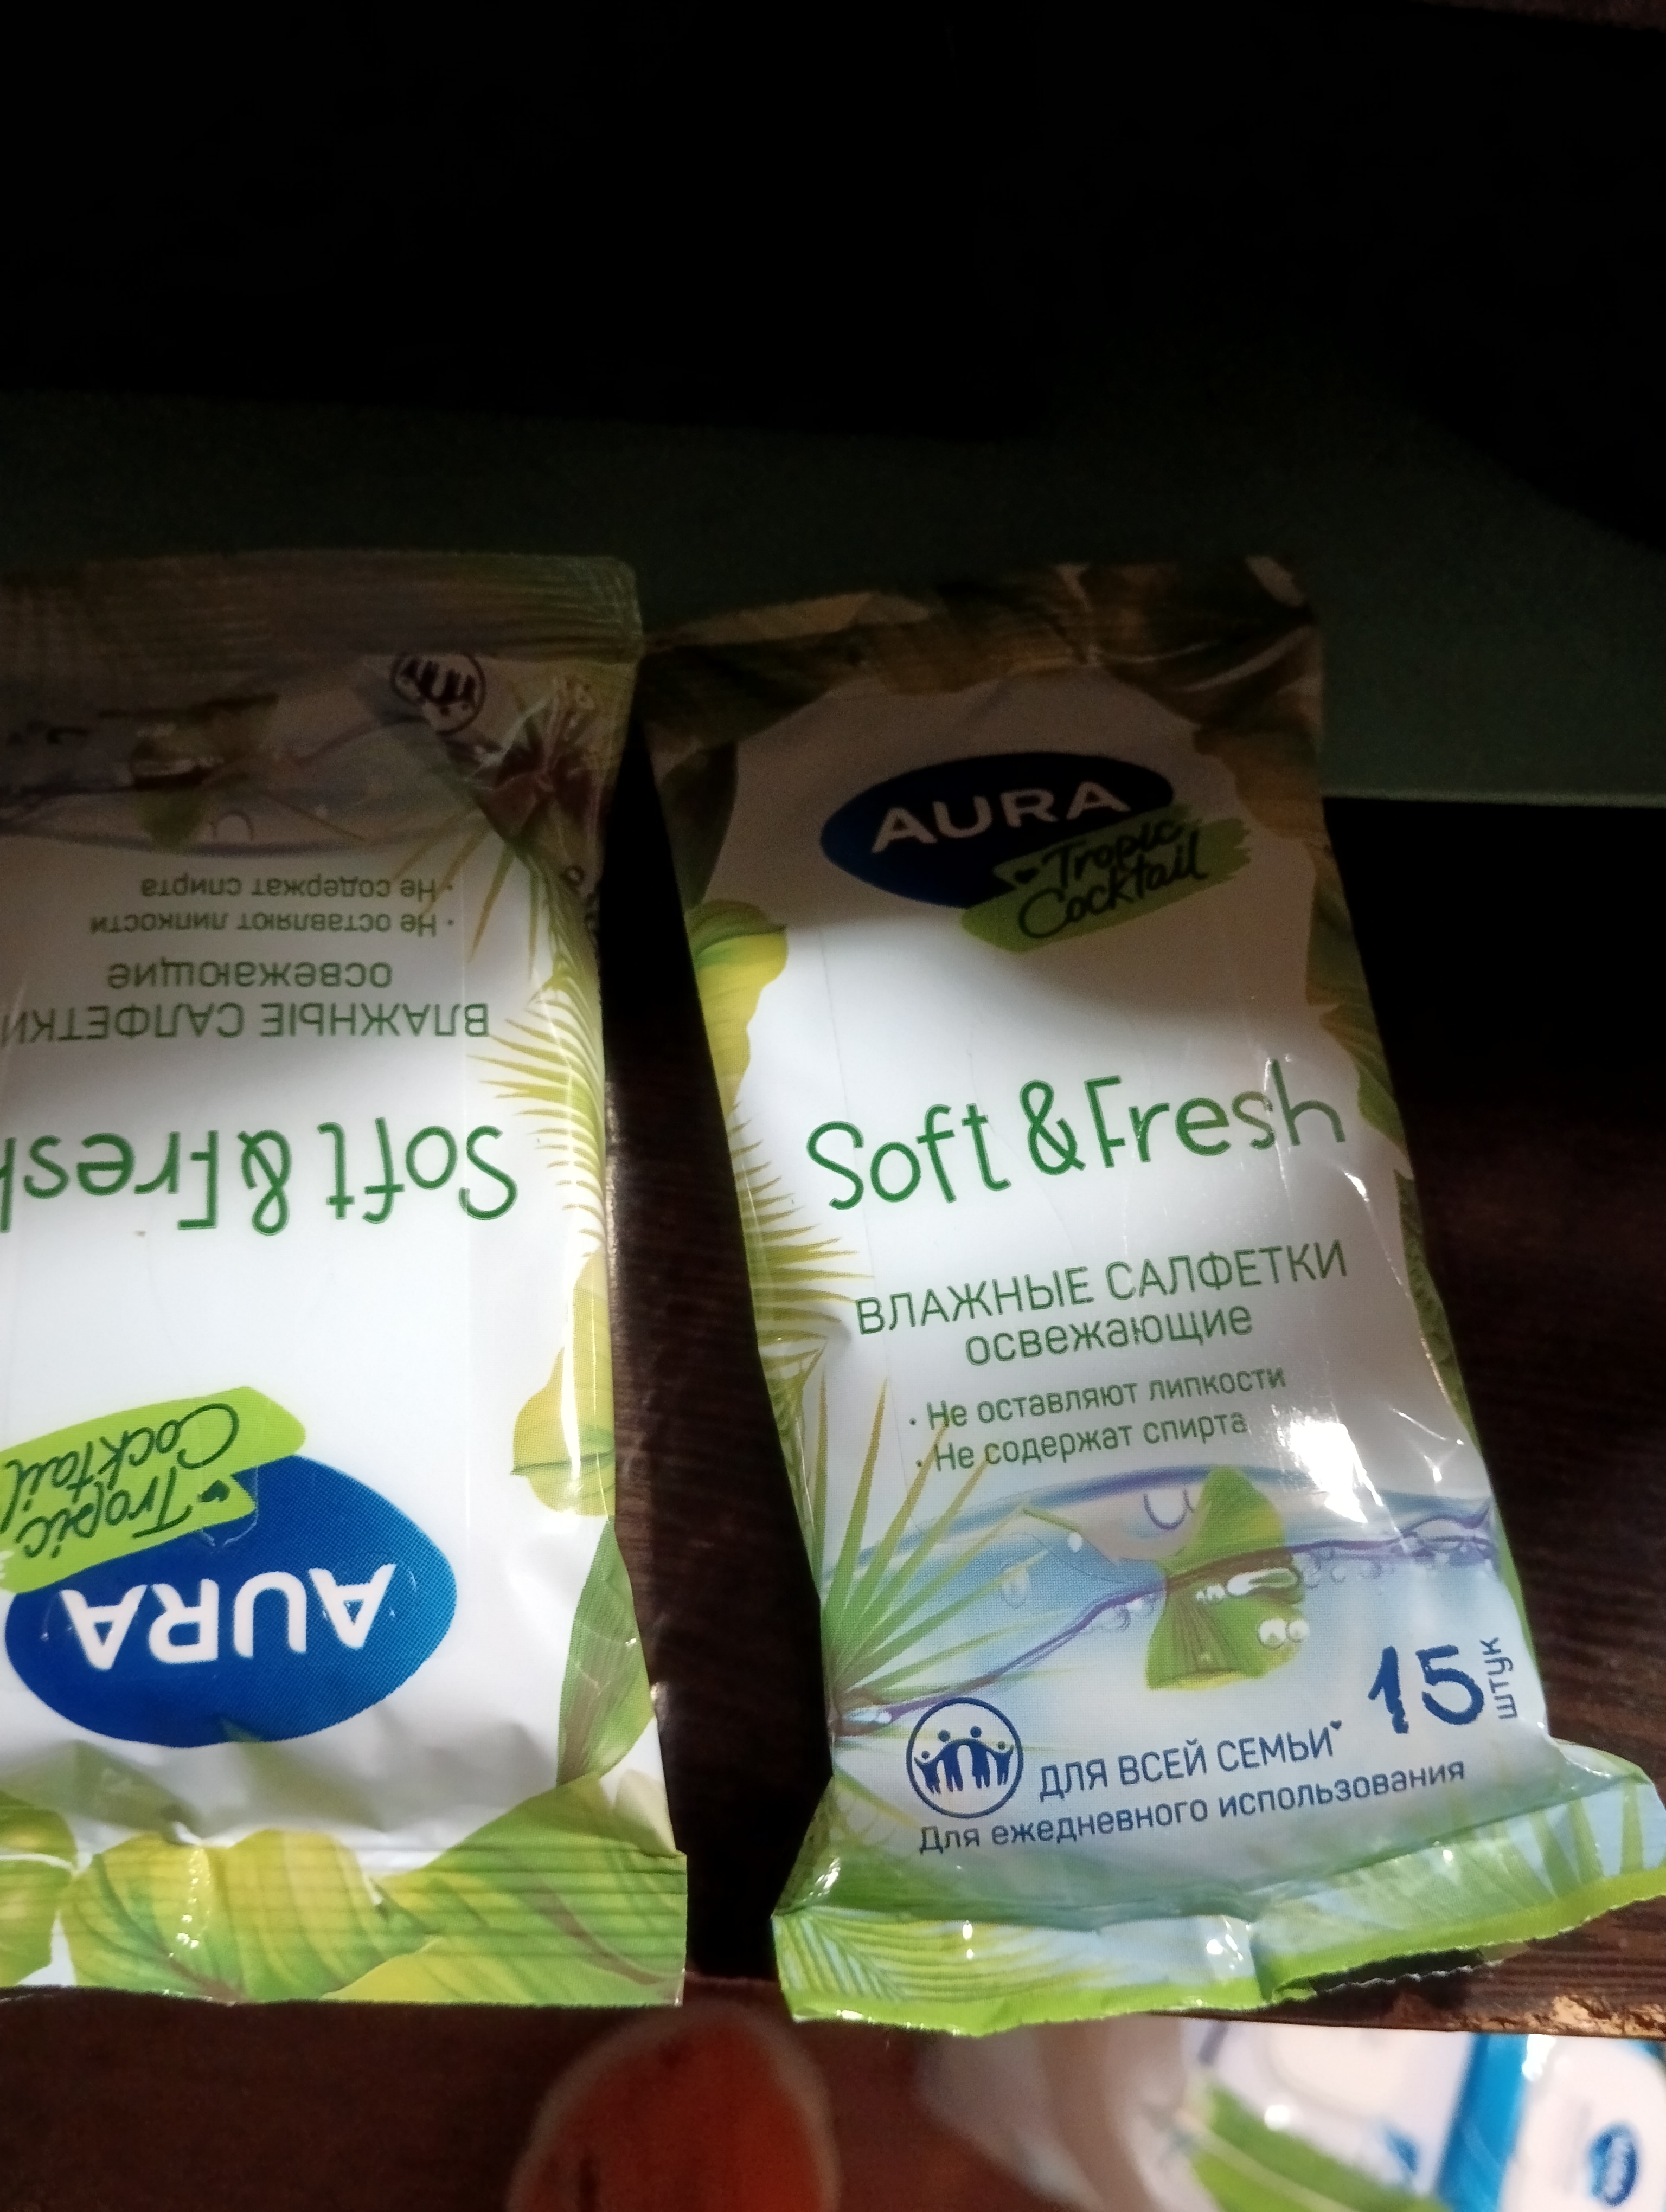 AURA
Tropic
Cocktail
Soft & Fresh
ВЛАЖНЫЕ САЛФЕТКИ
освежающие
· Не оставляют липкости
· Не содержат спирта
15 штук
ДЛЯ ВСЕЙ СЕМЬИ
Для ежедневного использования
AURA
Tropic
Cocktail
Soft & Fresh
ВЛАЖНЫЕ САЛФЕТКИ
освежающие
· Не оставляют липкости
· Не содержат спирта